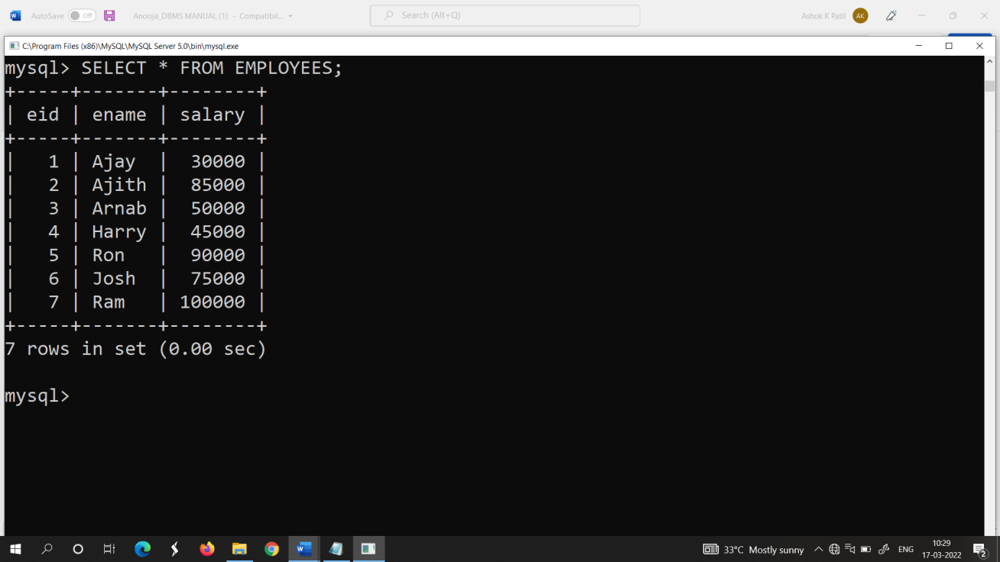 AutoSave Off Anooja_DBMS MANUAL (1) - Compatibil... Search (Alt+Q) Ashok K Patil AK
C:\Program Files (x86)\MySQL\MySQL Server 5.0\bin\mysql.exe
mysql> SELECT * FROM EMPLOYEES;
+-----+-------+--------+
| eid | ename | salary |
+-----+-------+--------+
|   1 | Ajay  |  30000 |
|   2 | Ajith |  85000 |
|   3 | Arnab |  50000 |
|   4 | Harry |  45000 |
|   5 | Ron   |  90000 |
|   6 | Josh  |  75000 |
|   7 | Ram   | 100000 |
+-----+-------+--------+
7 rows in set (0.00 sec)
mysql>
33°C Mostly sunny ENG
10:29
17-03-2022
2